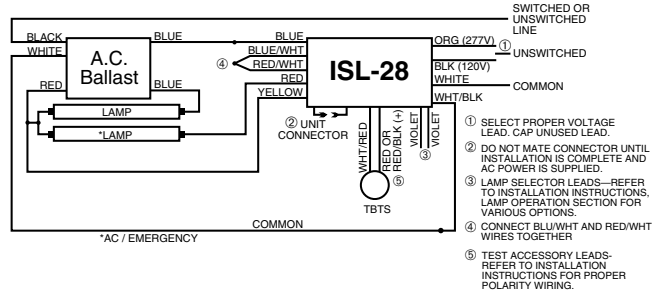 SWITCHED OR
UNSWITCHED
LINE
BLACK
BLUE
BLUE
ORG (277V)
①
WHITE
A.C.
Ballast
BLUE/WHT
④
RED/WHT
ISL-28
UNSWITCHED
BLK (120V)
RED
BLUE
RED
WHITE
COMMON
YELLOW
WHT/BLK
LAMP
*LAMP
② UNIT
CONNECTOR
WHT/RED
RED OR
RED/BLK (+)
VIOLET
VIOLET
③
⑤
TBTS
COMMON
*AC / EMERGENCY
① SELECT PROPER VOLTAGE
LEAD. CAP UNUSED LEAD.
② DO NOT MATE CONNECTOR UNTIL
INSTALLATION IS COMPLETE AND
AC POWER IS SUPPLIED.
③ LAMP SELECTOR LEADS—REFER
TO INSTALLATION INSTRUCTIONS,
LAMP OPERATION SECTION FOR
VARIOUS OPTIONS.
④ CONNECT BLU/WHT AND RED/WHT
WIRES TOGETHER
⑤ TEST ACCESSORY LEADS-
REFER TO INSTALLATION
INSTRUCTIONS FOR PROPER
POLARITY WIRING.